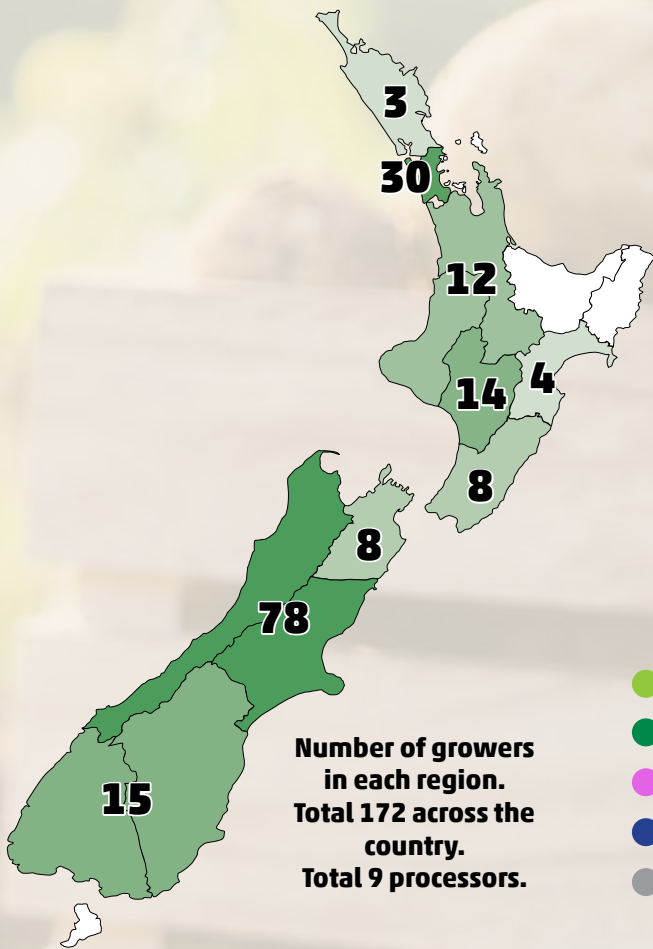 3
30
12
4
14
8
8
78
15
Number of growers
in each region.
Total 172 across the
country.
Total 9 processors.